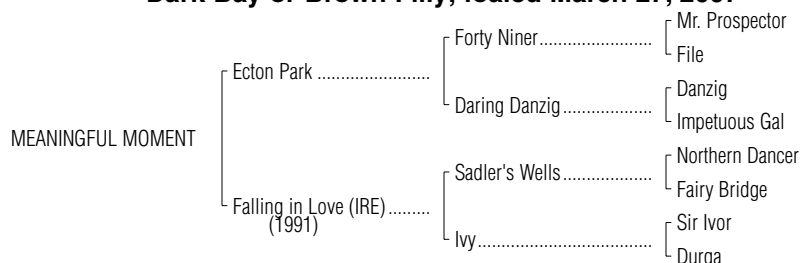 Dark Bay or Brown Filly; foaled March 27, 2007
Mr. Prospector
Forty Niner........................
File
Ecton Park ........................
Danzig
Daring Danzig...................
Impetuous Gal
MEANINGFUL MOMENT
Northern Dancer
Sadler's Wells...................
Fairy Bridge
Falling in Love (IRE).........
(1991)
Sir Ivor
Ivy.....................................
Durga